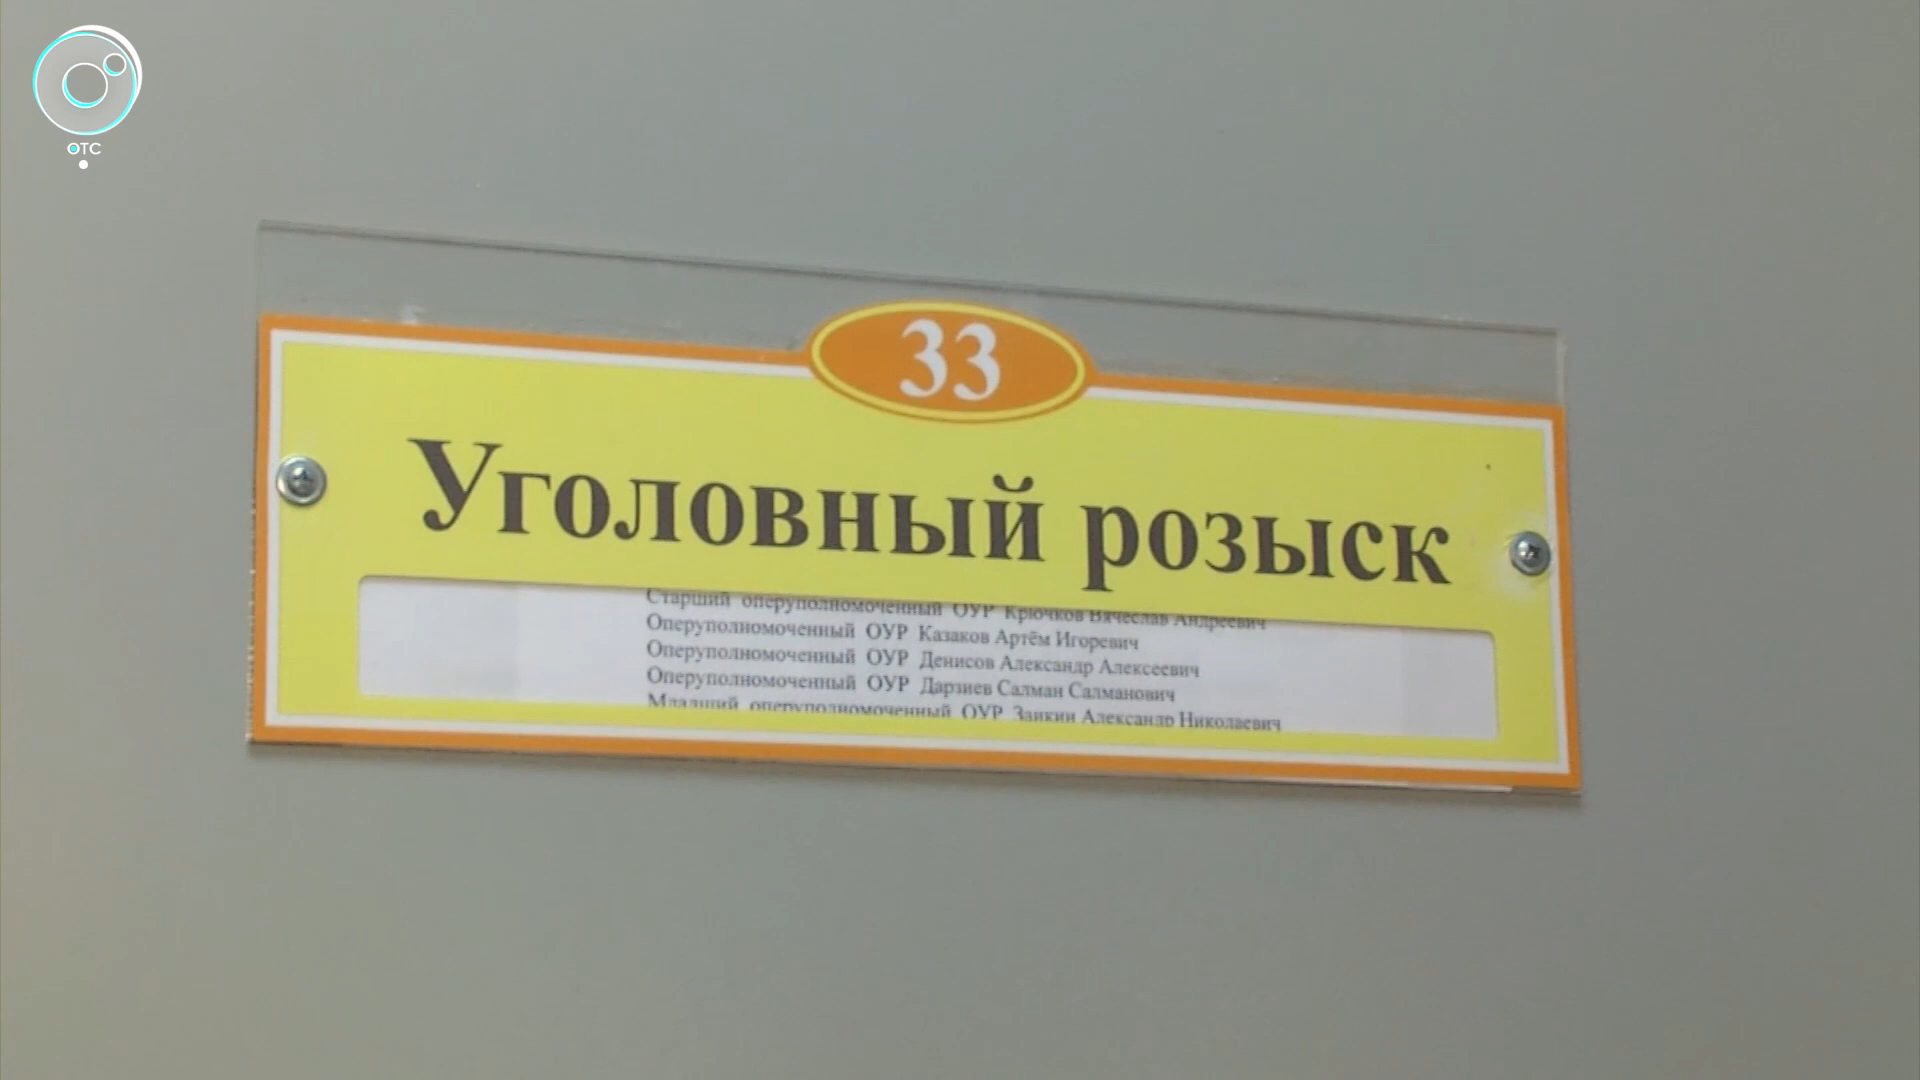 ОТС
33
Уголовный розыск
Старший оперуполномоченный ОУР Крючков Вячеслав Андреевич
Оперуполномоченный ОУР Казаков Артём Игоревич
Оперуполномоченный ОУР Денисов Александр Алексеевич
Оперуполномоченный ОУР Дарзиев Салман Салманович
Младший оперуполномоченный ОУР Заикин Александр Николаевич